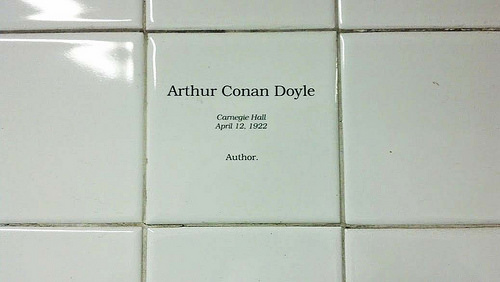 Arthur Conan Doyle
Carnegie Hall
April 12, 1922
Author.